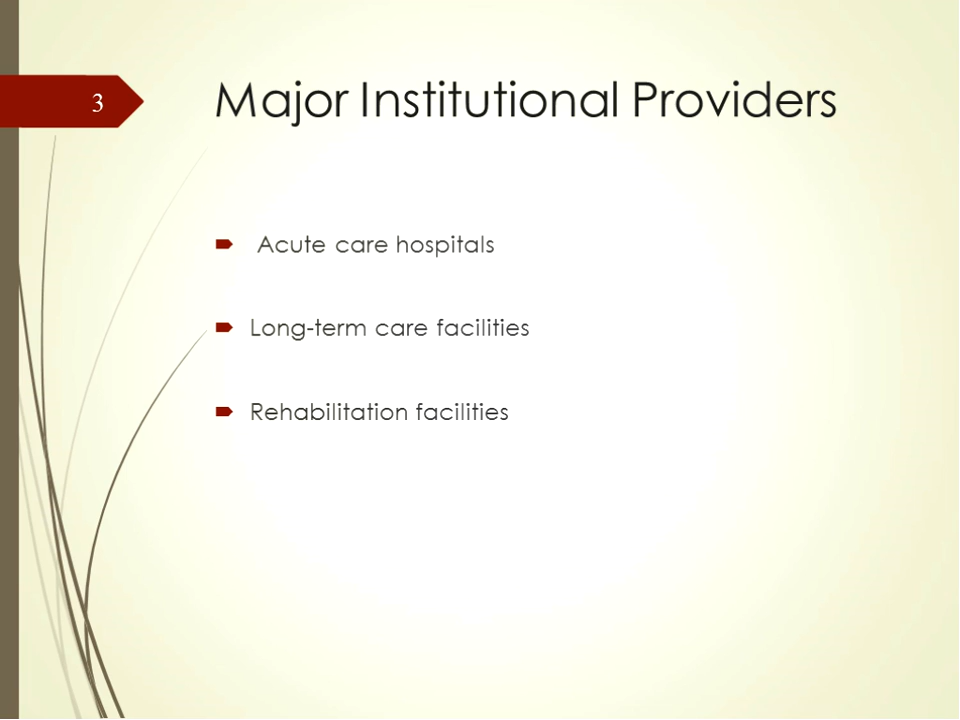 3
Major Institutional Providers
Acute care hospitals
Long-term care facilities
Rehabilitation facilities